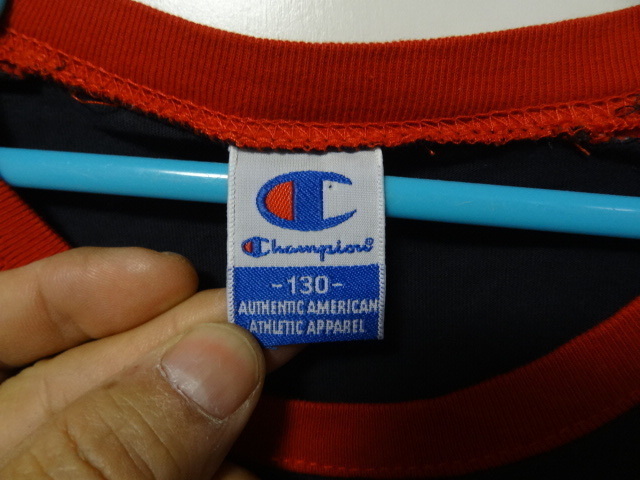 Champion
-130-
AUTHENTIC AMERICAN
ATHLETIC APPAREL